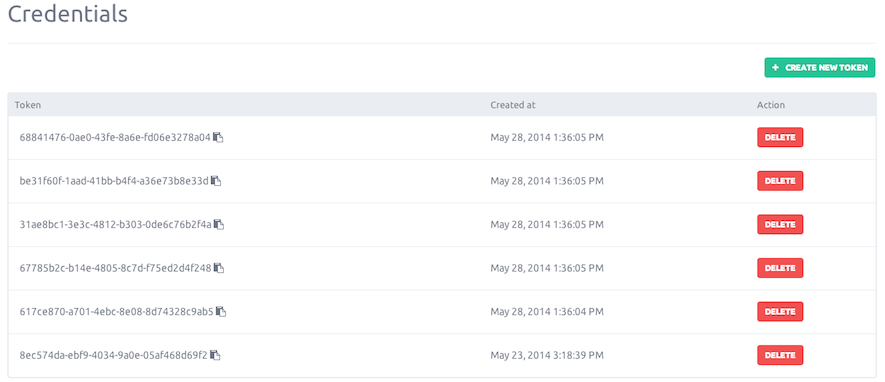 Credentials
+ CREATE NEW TOKEN
Token Created at Action
68841476-0ae0-43fe-8a6e-fd06e3278a04 May 28, 2014 1:36:05 PM DELETE
be31f60f-1aad-41bb-b4f4-a36e73b8e33d May 28, 2014 1:36:05 PM DELETE
31ae8bc1-3e3c-4812-b303-0de6c76b2f4a May 28, 2014 1:36:05 PM DELETE
67785b2c-b14e-4805-8c7d-f75ed2d4f248 May 28, 2014 1:36:05 PM DELETE
617ce870-a701-4ebc-8e08-8d74328c9ab5 May 28, 2014 1:36:04 PM DELETE
8ec574da-ebf9-4034-9a0e-05af468d69f2 May 23, 2014 3:18:39 PM DELETE